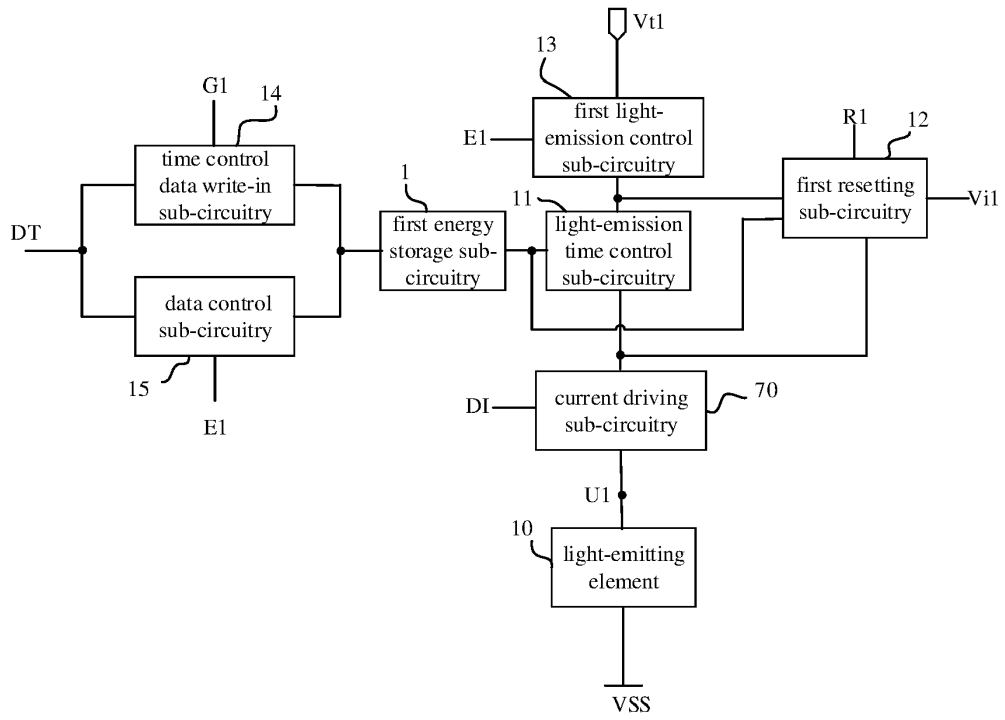 Vt1
13
G1
14
first light-
emission control
sub-circuitry
E1
R1
12
time control
data write-in
sub-circuitry
first resetting
sub-circuitry
Vi1
1
11
DT
first energy
storage sub-
circuitry
light-emission
time control
sub-circuitry
data control
sub-circuitry
15
E1
DI
current driving
sub-circuitry
70
U1
10
light-emitting
element
VSS